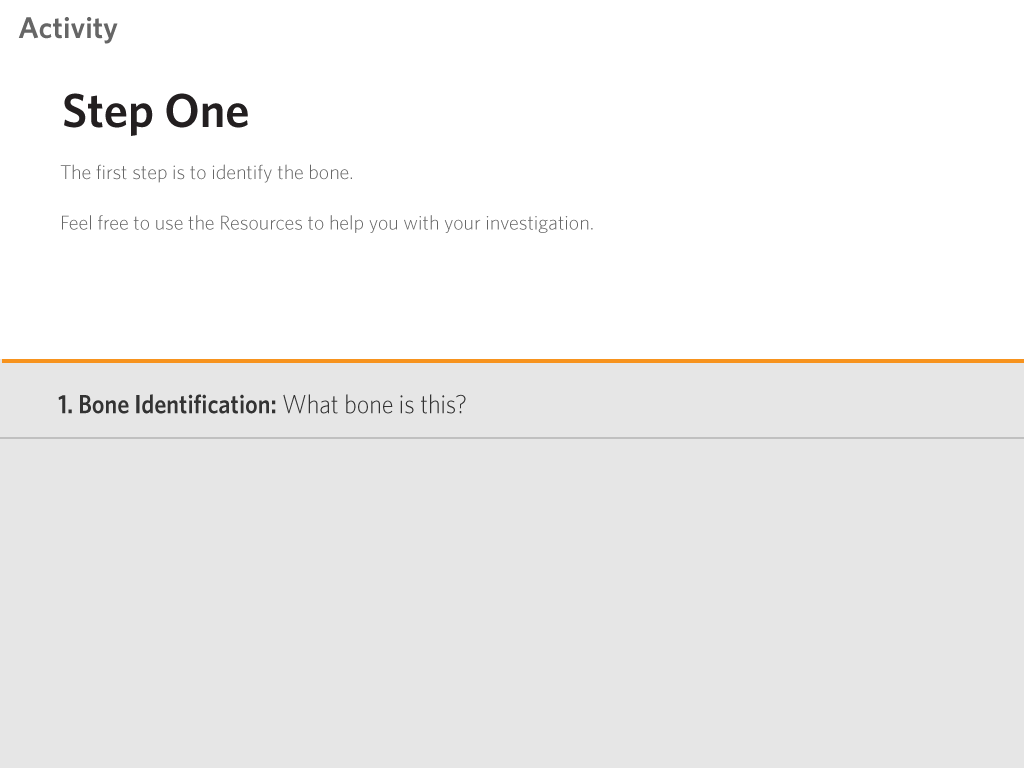 Activity
Step One
The first step is to identify the bone.
Feel free to use the Resources to help you with your investigation.
1. Bone Identification: What bone is this?